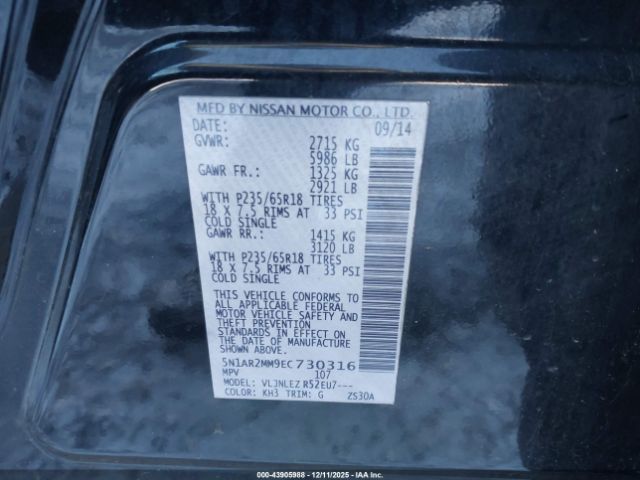 MFD BY NISSAN MOTOR CO., LTD.
DATE: 09/14
GVWR: 2715 KG
5986 LB
GAWR FR.: 1325 KG
2921 LB
WITH P235/65R18 TIRES
18 X 7.5 RIMS AT 33 PSI
COLD SINGLE
GAWR RR.: 1415 KG
3120 LB
WITH P235/65R18 TIRES
18 X 7.5 RIMS AT 33 PSI
COLD SINGLE
THIS VEHICLE CONFORMS TO
ALL APPLICABLE FEDERAL
MOTOR VEHICLE SAFETY AND
THEFT PREVENTION
STANDARDS IN EFFECT ON
THE DATE OF MANUFACTURE
SHOWN ABOVE.
5N1AR2MM9EC730316
MPV 107
MODEL: VLJNLEZ R52EU7---
COLOR: KH3 TRIM: G ZS30A
000-43905988 - 12/11/2025 - IAA Inc.